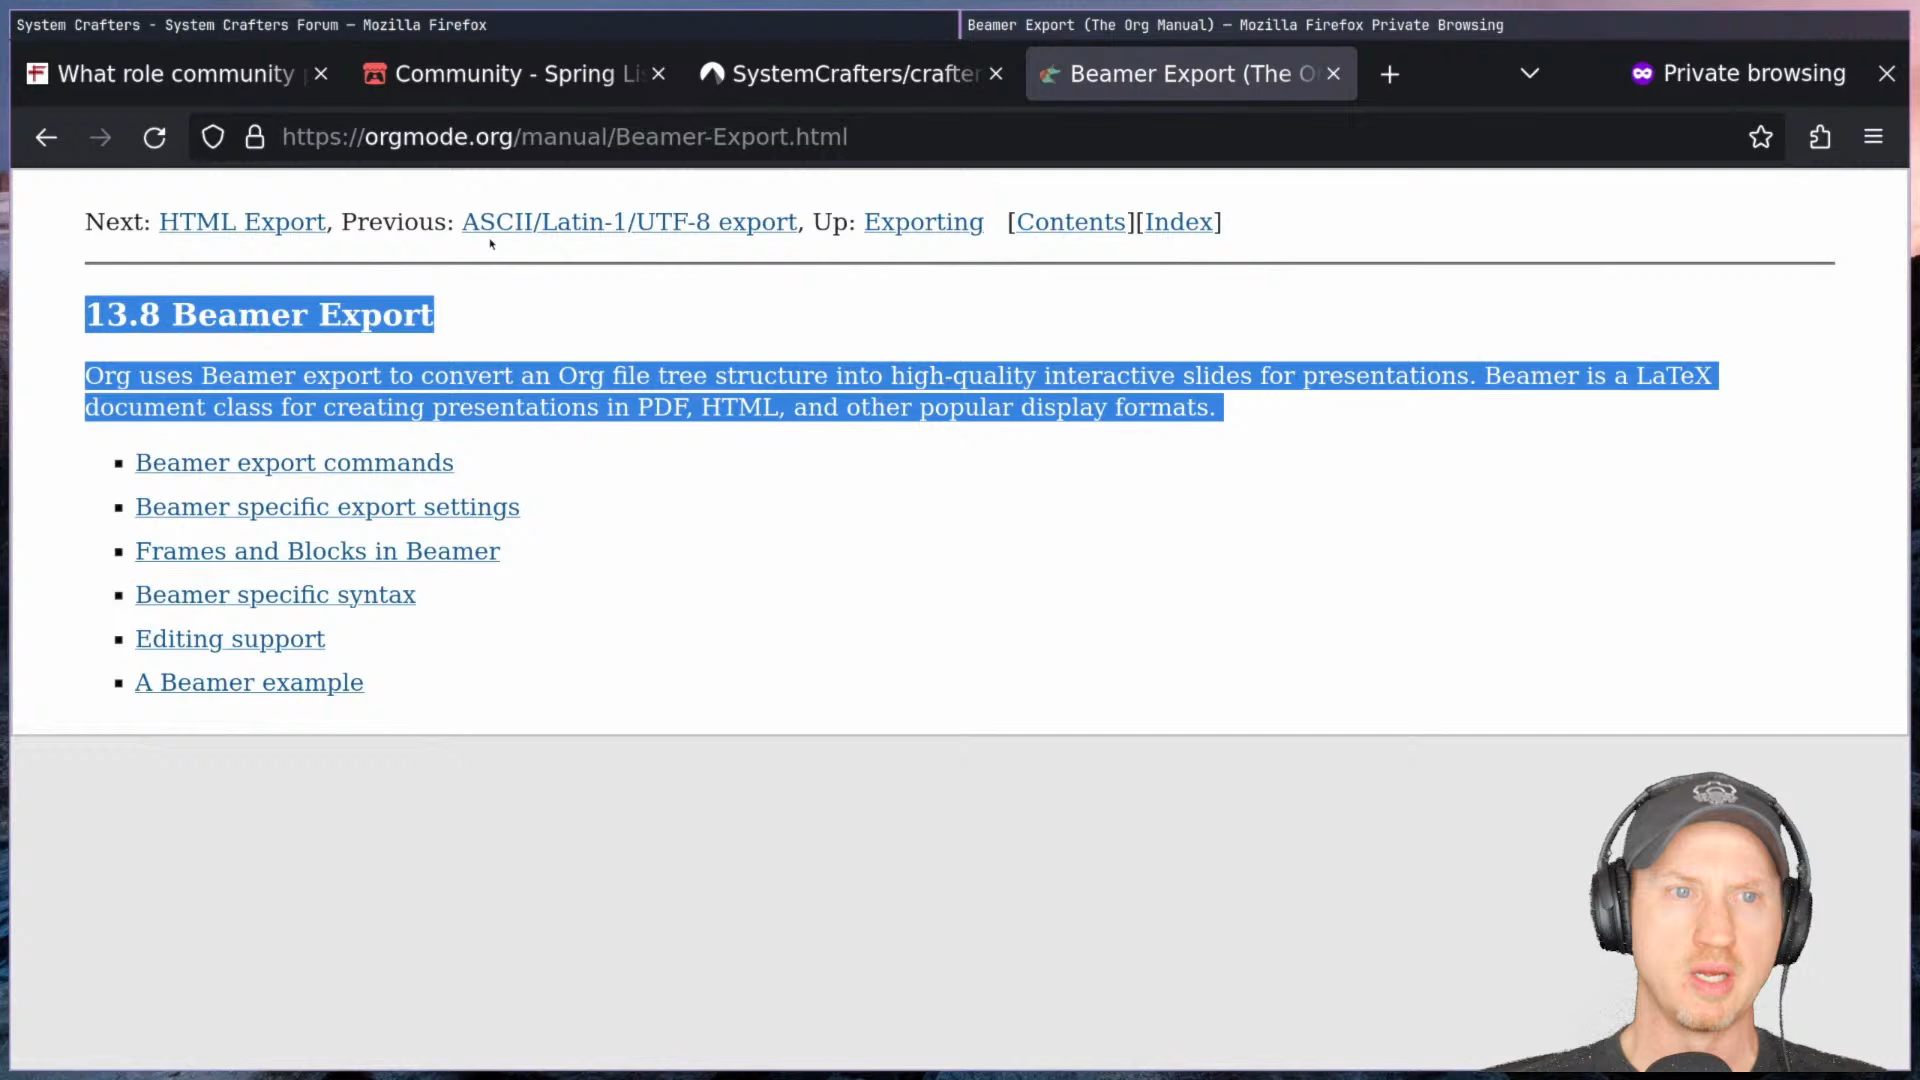 System Crafters - System Crafters Forum — Mozilla Firefox
Beamer Export (The Org Manual) — Mozilla Firefox Private Browsing
What role community
Community - Spring Li
SystemCrafters/crafter
Beamer Export (The O
Private browsing
https://orgmode.org/manual/Beamer-Export.html
Next: HTML Export, Previous: ASCII/Latin-1/UTF-8 export, Up: Exporting [Contents][Index]
13.8 Beamer Export
Org uses Beamer export to convert an Org file tree structure into high-quality interactive slides for presentations. Beamer is a LaTeX
document class for creating presentations in PDF, HTML, and other popular display formats.
Beamer export commands
Beamer specific export settings
Frames and Blocks in Beamer
Beamer specific syntax
Editing support
A Beamer example